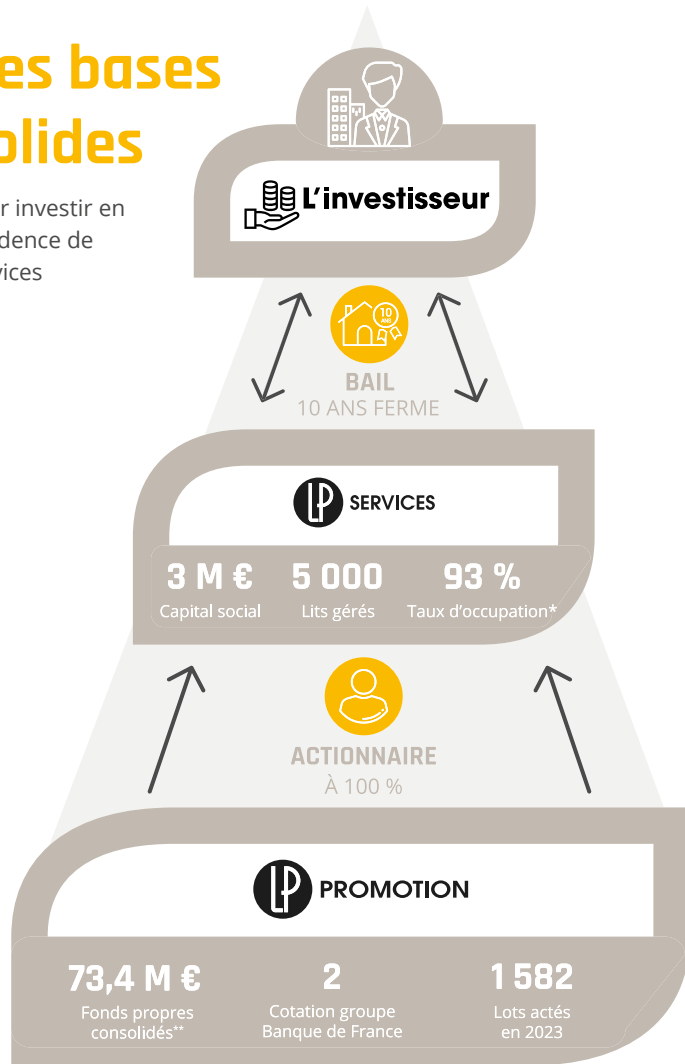 es bases
olides
r investir en
dence de
vices
L'investisseur
10
ANS
BAIL
10 ANS FERME
LP SERVICES
3 M € 5 000 93 %
Capital social Lits gérés Taux d'occupation*
ACTIONNAIRE
À 100 %
LP PROMOTION
73,4 M € 2 1 582
Fonds propres Cotation groupe Lots actés
consolidés** Banque de France en 2023